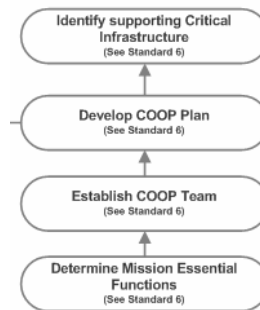 Identify supporting Critical
Infrastructure
(See Standard 6)
Develop COOP Plan
(See Standard 6)
Establish COOP Team
(See Standard 6)
Determine Mission Essential
Functions
(See Standard 6)